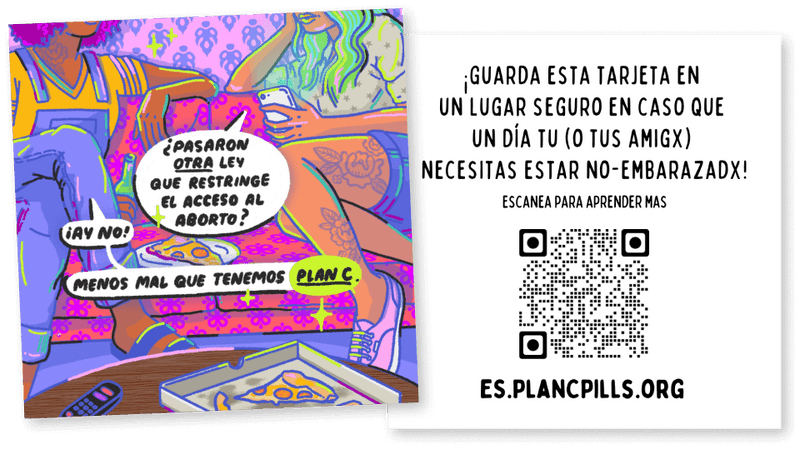 ¿PASARON
OTRA LEY
QUE RESTRINGE
EL ACCESO AL
ABORTO?
¡AY NO!
MENOS MAL QUE TENEMOS PLAN C.
¡GUARDA ESTA TARJETA EN
UN LUGAR SEGURO EN CASO QUE
UN DÍA TU (O TUS AMIGX)
NECESITAS ESTAR NO-EMBARAZADX!
ESCANEA PARA APRENDER MAS
ES.PLANCPILLS.ORG